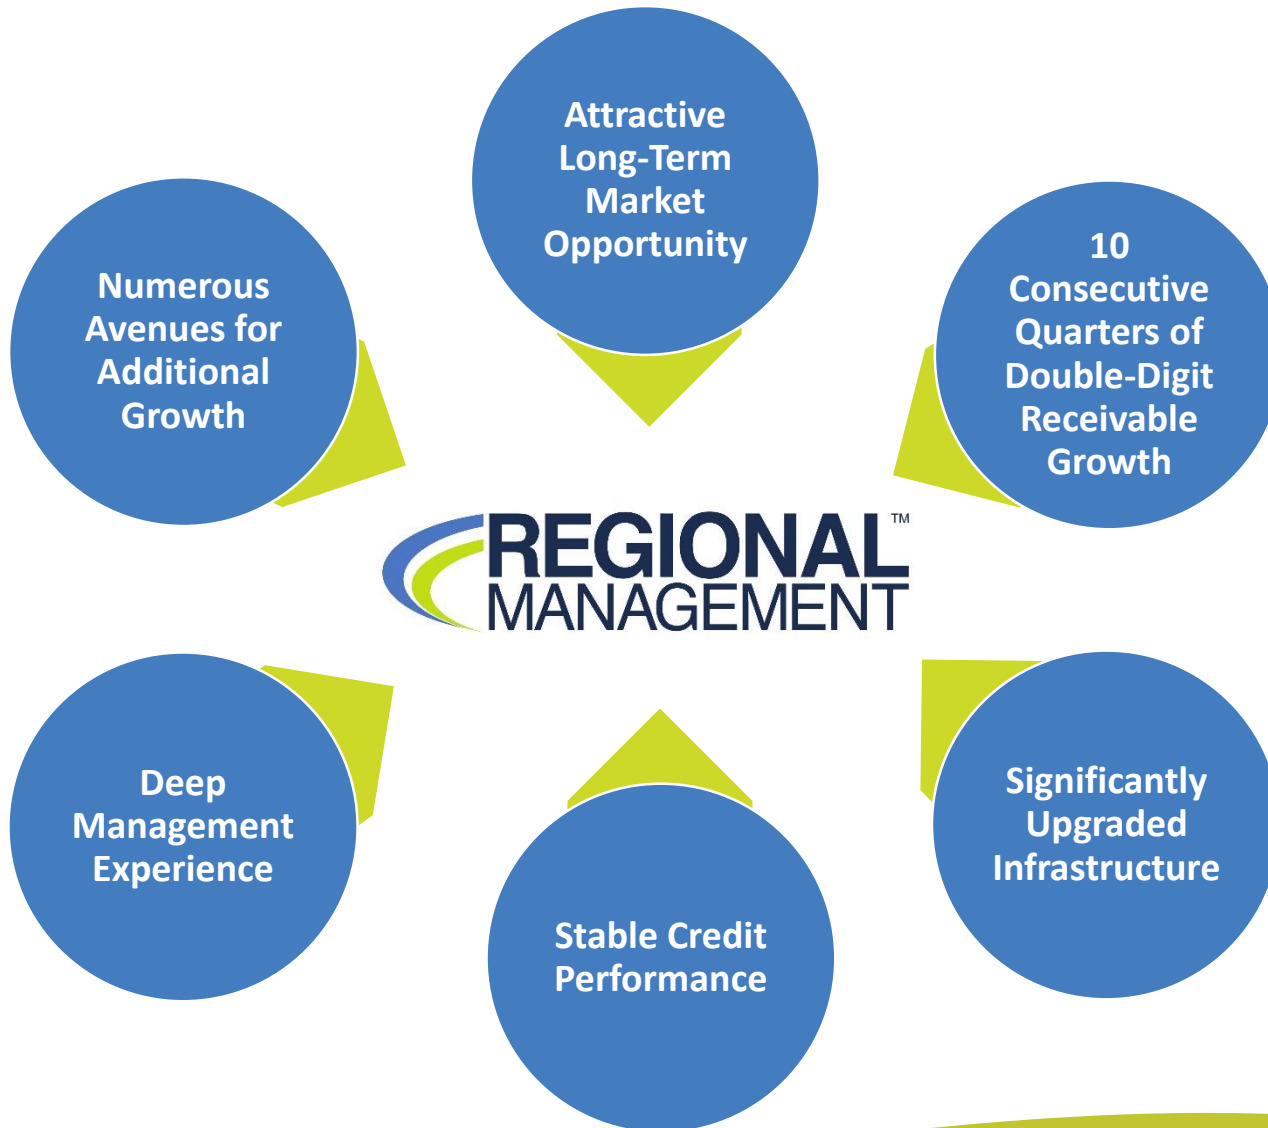 Attractive
Long-Term
Market
Opportunity
10
Consecutive
Quarters of
Double-Digit
Receivable
Growth
Significantly
Upgraded
Infrastructure
Stable Credit
Performance
Deep
Management
Experience
Numerous
Avenues for
Additional
Growth
REGIONAL™
MANAGEMENT